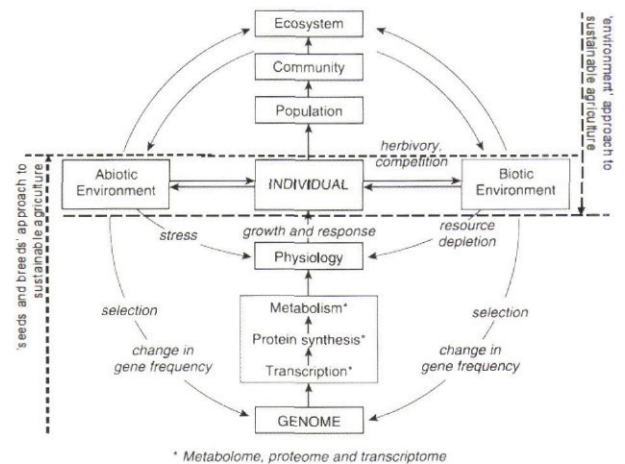 Ecosystem
Community
Population
'environment' approach to
sustainable agriculture
herbivory,
competition
Abiotic
Environment
INDIVIDUAL
Biotic
Environment
'seeds and breeds' approach to
sustainable agriculture
stress
growth and response
resource
depletion
Physiology
selection
Metabolism*
selection
Protein synthesis*
change in
gene frequency
change in
gene frequency
Transcription*
GENOME
* Metabolome, proteome and transcriptome